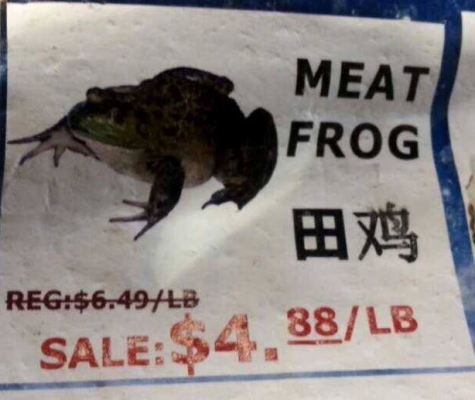 MEAT
FROG
田鸡
REG:$6.49/LB
SALE:$4.88/LB